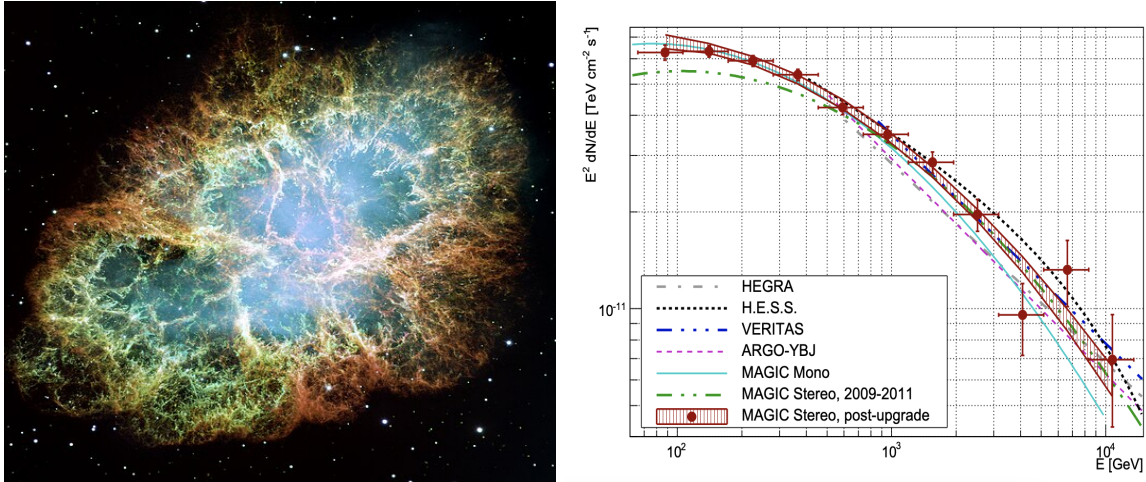 E² dN/dE [TeV cm⁻² s⁻¹]
10⁻¹¹
HEGRA
H.E.S.S.
VERITAS
ARGO-YBJ
MAGIC Mono
MAGIC Stereo, 2009-2011
MAGIC Stereo, post-upgrade
10²
10³
10⁴
E [GeV]